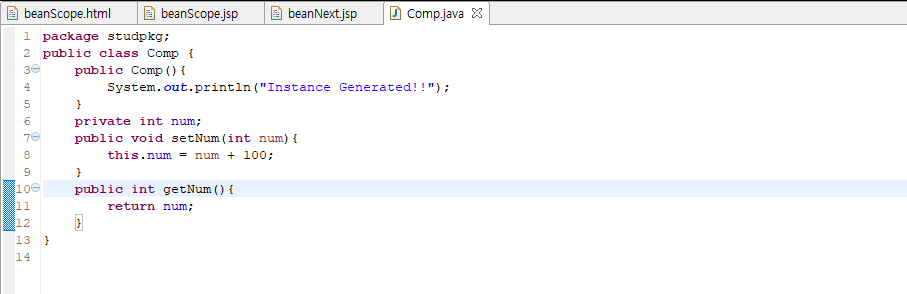 beanScope.html beanScope.jsp beanNext.jsp Comp.java
1 package studpkg;
2 public class Comp {
3 public Comp(){
4 System.out.println("Instance Generated!!");
5 }
6 private int num;
7 public void setNum(int num){
8 this.num = num + 100;
9 }
10 public int getNum(){
11 return num;
12 }
13 }
14